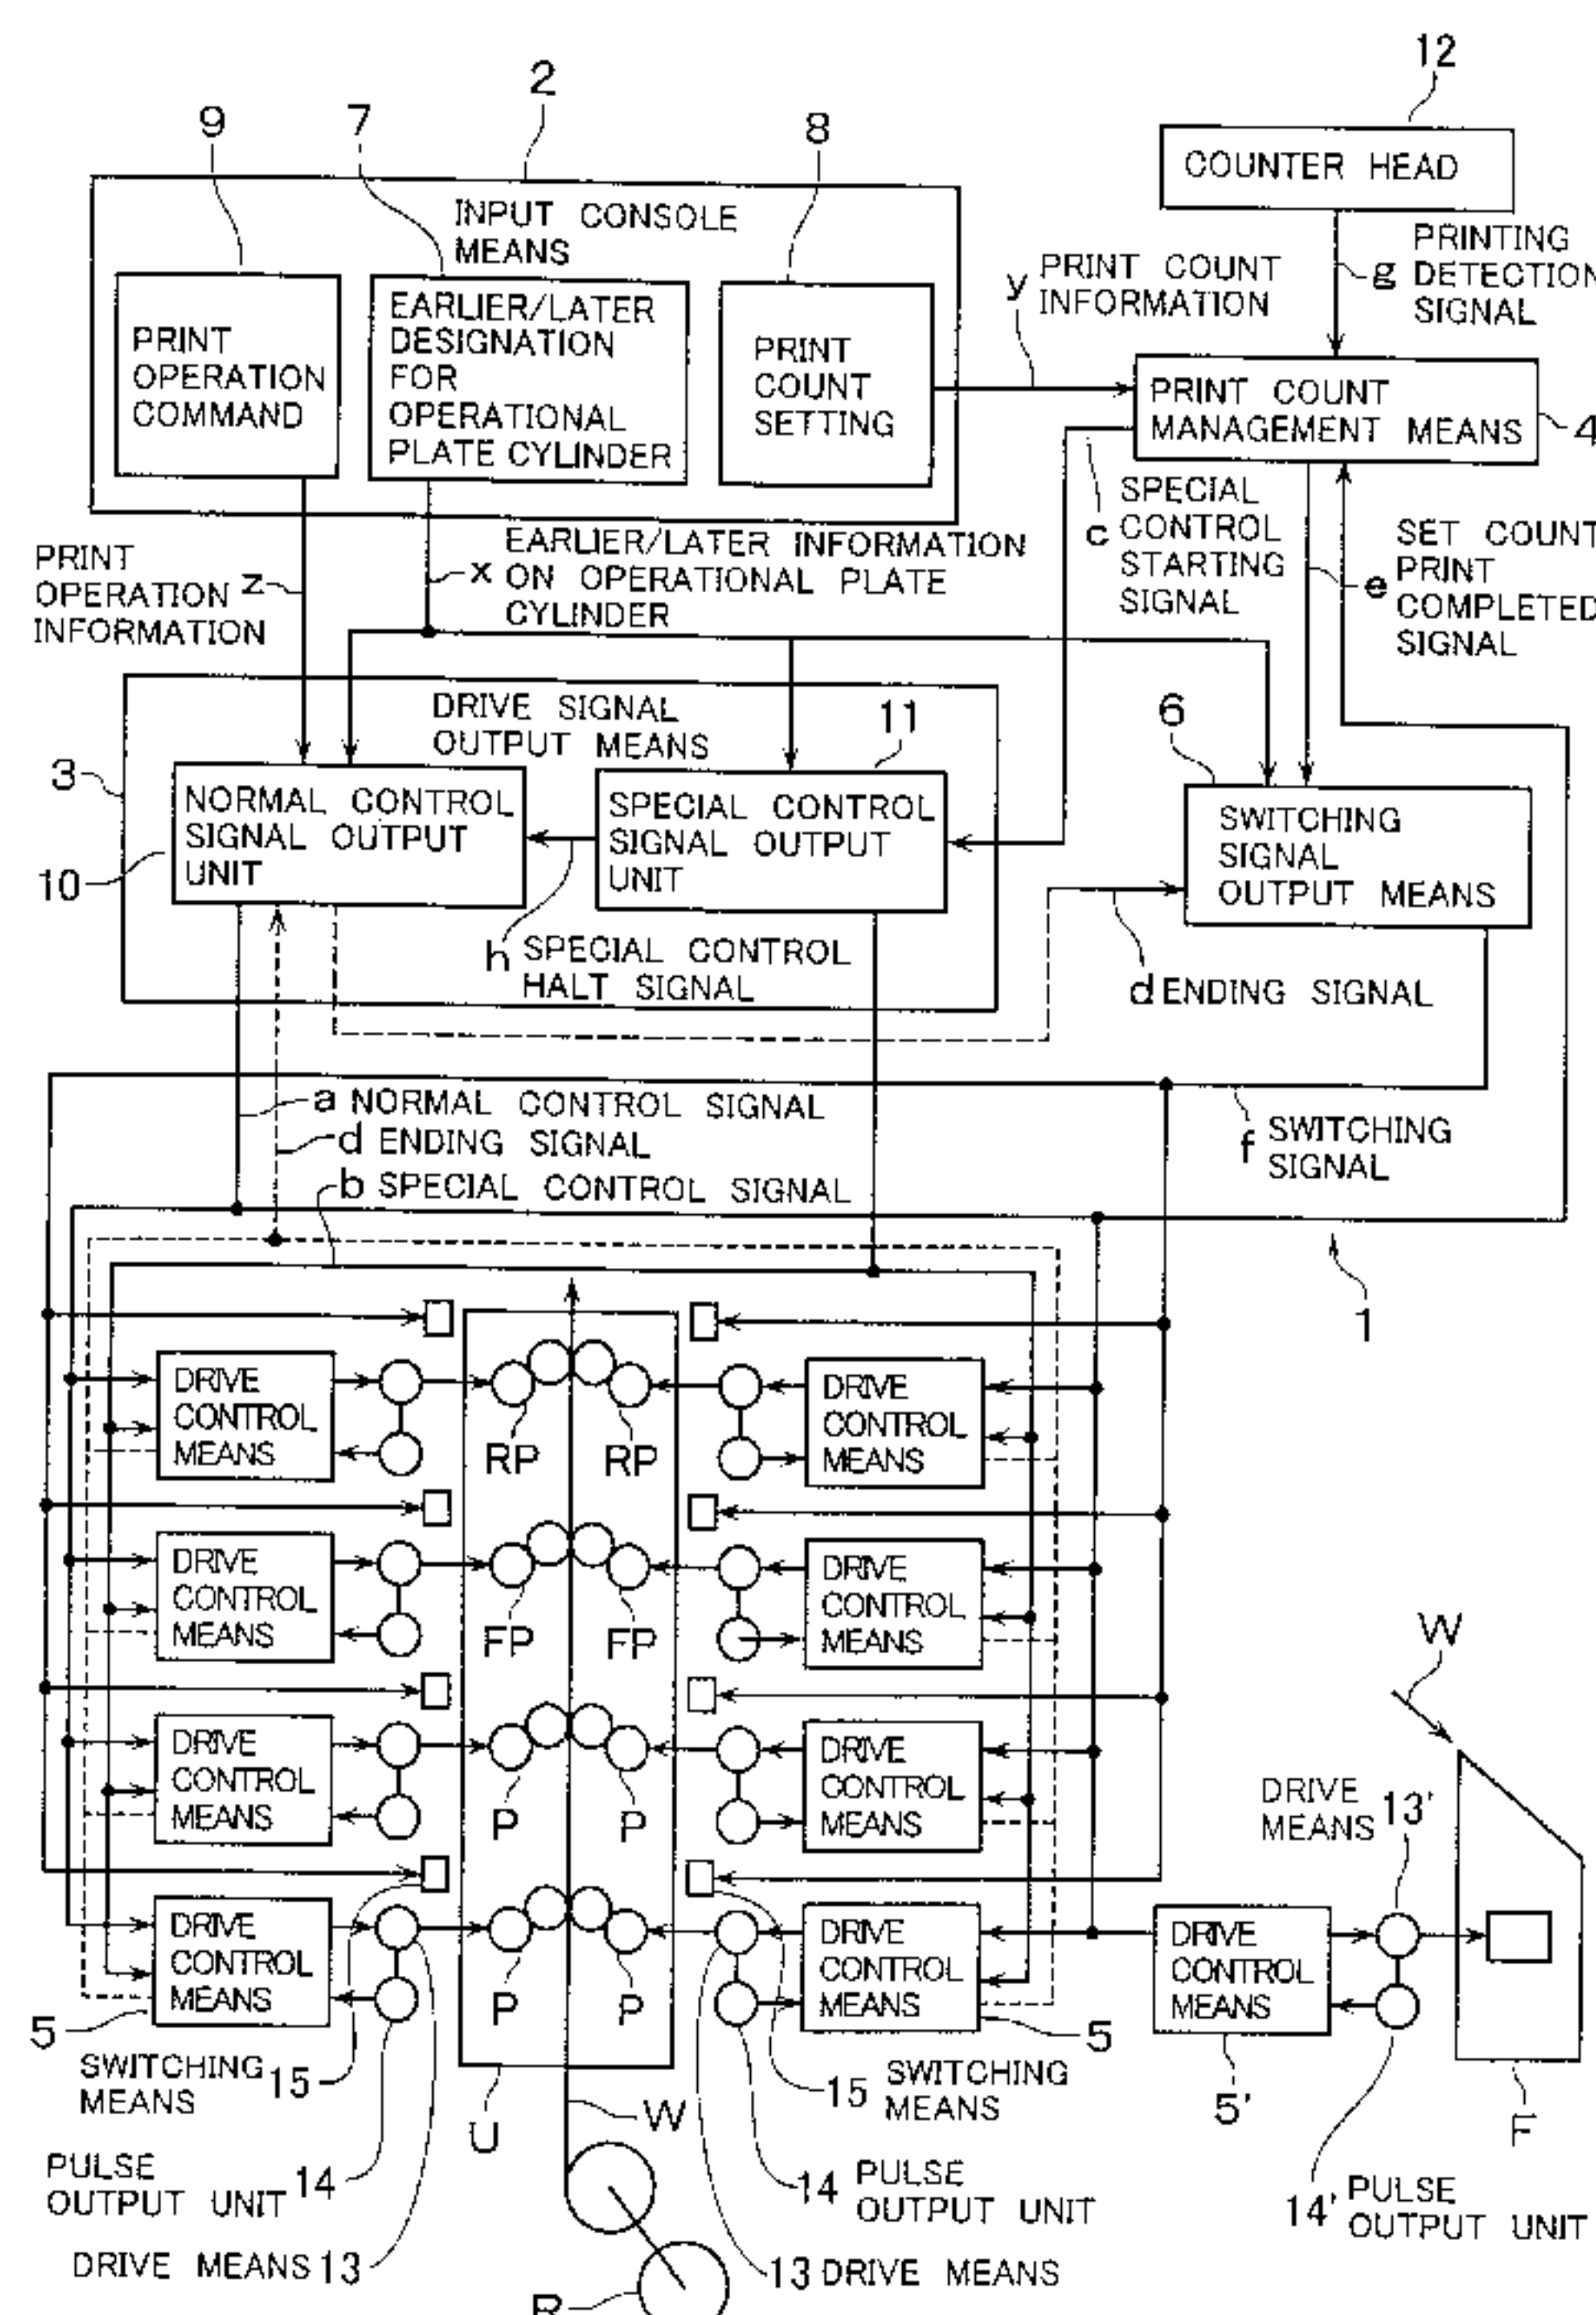 12
2
9
7
8
COUNTER HEAD
INPUT CONSOLE
MEANS
PRINT
OPERATION
COMMAND
EARLIER/LATER
DESIGNATION
FOR
OPERATIONAL
PLATE CYLINDER
PRINT
COUNT
SETTING
y
PRINT COUNT
INFORMATION
g
PRINTING
DETECTION
SIGNAL
PRINT COUNT
MANAGEMENT MEANS
4
c
SPECIAL
CONTROL
STARTING
SIGNAL
e
SET COUNT
PRINT
COMPLETED
SIGNAL
PRINT
OPERATION
INFORMATION
z
x
EARLIER/LATER INFORMATION
ON OPERATIONAL PLATE
CYLINDER
3
DRIVE SIGNAL
OUTPUT MEANS
11
6
10
NORMAL CONTROL
SIGNAL OUTPUT
UNIT
SPECIAL CONTROL
SIGNAL OUTPUT
UNIT
SWITCHING
SIGNAL
OUTPUT MEANS
h SPECIAL CONTROL
HALT SIGNAL
d ENDING SIGNAL
a NORMAL CONTROL SIGNAL
d ENDING SIGNAL
b SPECIAL CONTROL SIGNAL
f SWITCHING
SIGNAL
1
DRIVE
CONTROL
MEANS
RP
RP
DRIVE
CONTROL
MEANS
DRIVE
CONTROL
MEANS
FP
FP
DRIVE
CONTROL
MEANS
W
DRIVE
CONTROL
MEANS
P
P
DRIVE
CONTROL
MEANS
DRIVE
MEANS 13'
DRIVE
CONTROL
MEANS
P
P
DRIVE
CONTROL
MEANS
DRIVE
CONTROL
MEANS
5
5
5'
SWITCHING
MEANS
15
15
SWITCHING
MEANS
U
W
F
PULSE
OUTPUT UNIT 14
14 PULSE
OUTPUT UNIT
14' PULSE
OUTPUT UNIT
DRIVE MEANS 13
13 DRIVE MEANS
R